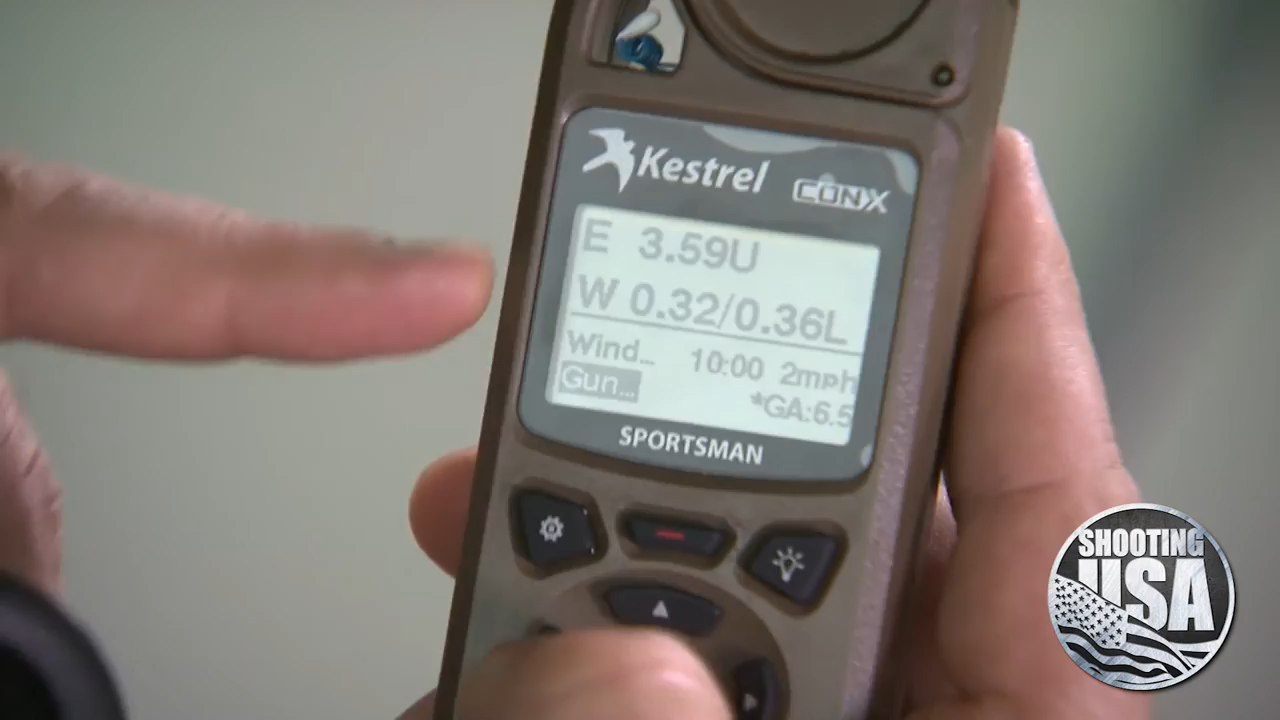 Kestrel
CONX
E 3.59U
W 0.32/0.36L
Wind… 10:00 2mph
Gun… *GA:6.5
SPORTSMAN
SHOOTING
USA